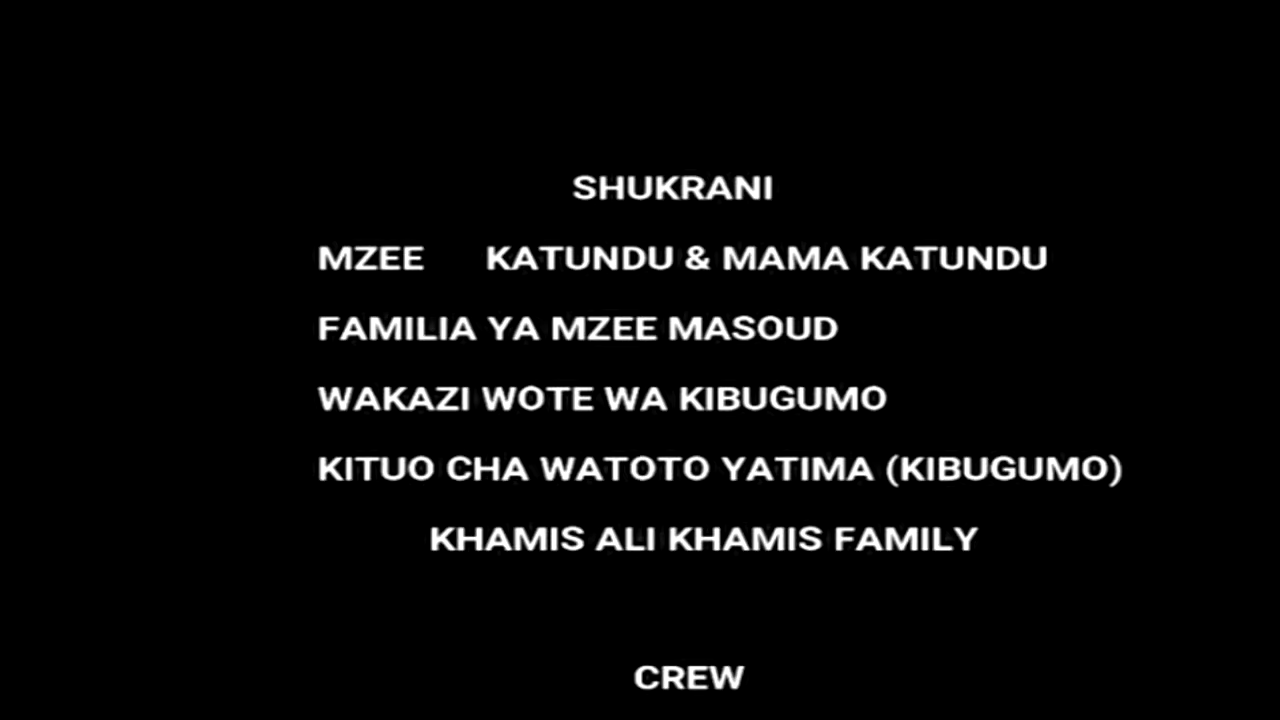 SHUKRANI
MZEE KATUNDU & MAMA KATUNDU
FAMILIA YA MZEE MASOUD
WAKAZI WOTE WA KIBUGUMO
KITUO CHA WATOTO YATIMA (KIBUGUMO)
KHAMIS ALI KHAMIS FAMILY
CREW